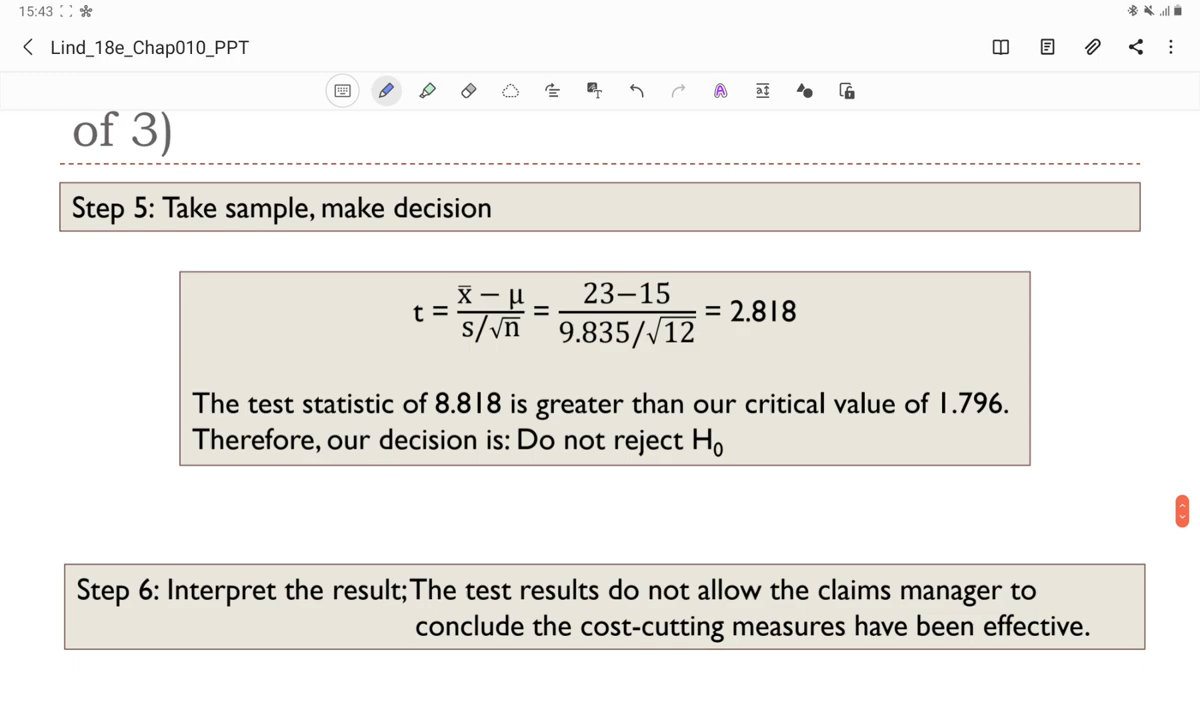 15:43
Lind_18e_Chap010_PPT
of 3)
Step 5: Take sample, make decision
t = x̄ – μ / s/√n = 23–15 / 9.835/√12 = 2.818
The test statistic of 8.818 is greater than our critical value of 1.796.
Therefore, our decision is: Do not reject H₀
Step 6: Interpret the result;The test results do not allow the claims manager to
conclude the cost-cutting measures have been effective.